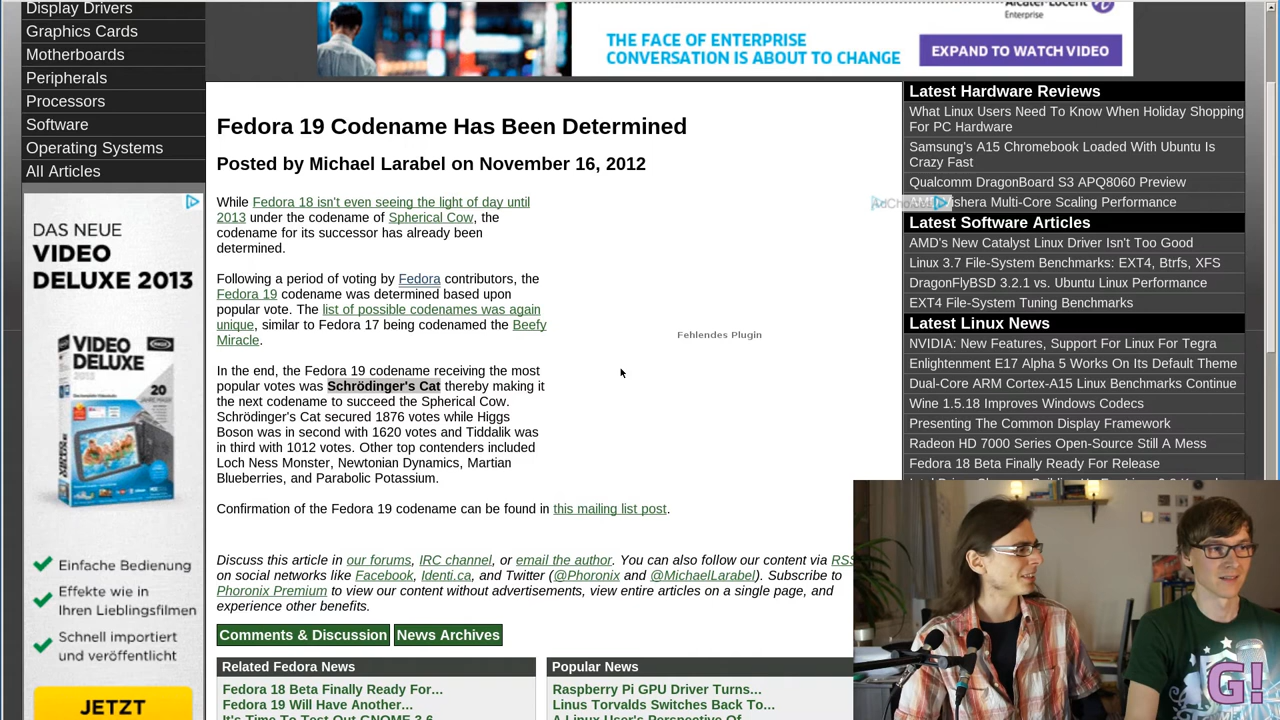 Display Drivers
Graphics Cards
Motherboards
Peripherals
Processors
Software
Operating Systems
All Articles
Enterprise
THE FACE OF ENTERPRISE
CONVERSATION IS ABOUT TO CHANGE
EXPAND TO WATCH VIDEO
DAS NEUE
VIDEO
DELUXE 2013
VIDEO
DELUXE
Einfache Bedienung
Effekte wie in
Ihren Lieblingsfilmen
Schnell importiert
und veröffentlicht
JETZT
Fedora 19 Codename Has Been Determined
Posted by Michael Larabel on November 16, 2012
While Fedora 18 isn't even seeing the light of day until
2013 under the codename of Spherical Cow, the
codename for its successor has already been
determined.
Following a period of voting by Fedora contributors, the
Fedora 19 codename was determined based upon
popular vote. The list of possible codenames was again
unique, similar to Fedora 17 being codenamed the Beefy
Miracle.
In the end, the Fedora 19 codename receiving the most
popular votes was Schrödinger's Cat thereby making it
the next codename to succeed the Spherical Cow.
Schrödinger's Cat secured 1876 votes while Higgs
Boson was in second with 1620 votes and Tiddalik was
in third with 1012 votes. Other top contenders included
Loch Ness Monster, Newtonian Dynamics, Martian
Blueberries, and Parabolic Potassium.
Fehlendes Plugin
Confirmation of the Fedora 19 codename can be found in this mailing list post.
Discuss this article in our forums, IRC channel, or email the author. You can also follow our content via RSS
on social networks like Facebook, Identi.ca, and Twitter (@Phoronix and @MichaelLarabel). Subscribe to
Phoronix Premium to view our content without advertisements, view entire articles on a single page, and
experience other benefits.
Comments & Discussion News Archives
Related Fedora News
Fedora 18 Beta Finally Ready For...
Fedora 19 Will Have Another...
It's Time To Test Out GNOME 3.6
Popular News
Raspberry Pi GPU Driver Turns...
Linus Torvalds Switches Back To...
A Linux User's Perspective Of
Latest Hardware Reviews
What Linux Users Need To Know When Holiday Shopping
For PC Hardware
Samsung's A15 Chromebook Loaded With Ubuntu Is
Crazy Fast
Qualcomm DragonBoard S3 APQ8060 Preview
AdChoices
Multi-Core Scaling Performance
Latest Software Articles
AMD's New Catalyst Linux Driver Isn't Too Good
Linux 3.7 File-System Benchmarks: EXT4, Btrfs, XFS
DragonFlyBSD 3.2.1 vs. Ubuntu Linux Performance
EXT4 File-System Tuning Benchmarks
Latest Linux News
NVIDIA: New Features, Support For Linux For Tegra
Enlightenment E17 Alpha 5 Works On Its Default Theme
Dual-Core ARM Cortex-A15 Linux Benchmarks Continue
Wine 1.5.18 Improves Windows Codecs
Presenting The Common Display Framework
Radeon HD 7000 Series Open-Source Still A Mess
Fedora 18 Beta Finally Ready For Release
G!